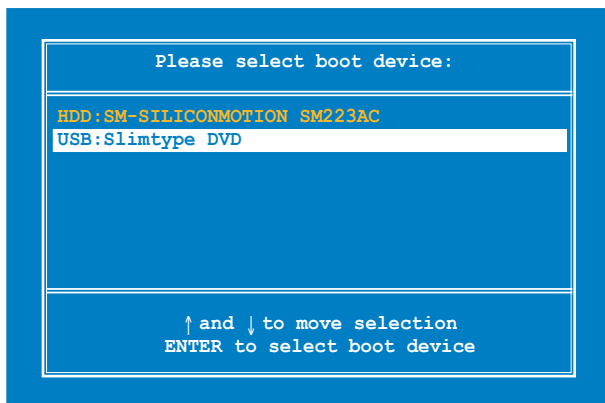 Please select boot device:
HDD:SM-SILICONMOTION SM223AC
USB:Slimtype DVD
↑ and ↓ to move selection
ENTER to select boot device